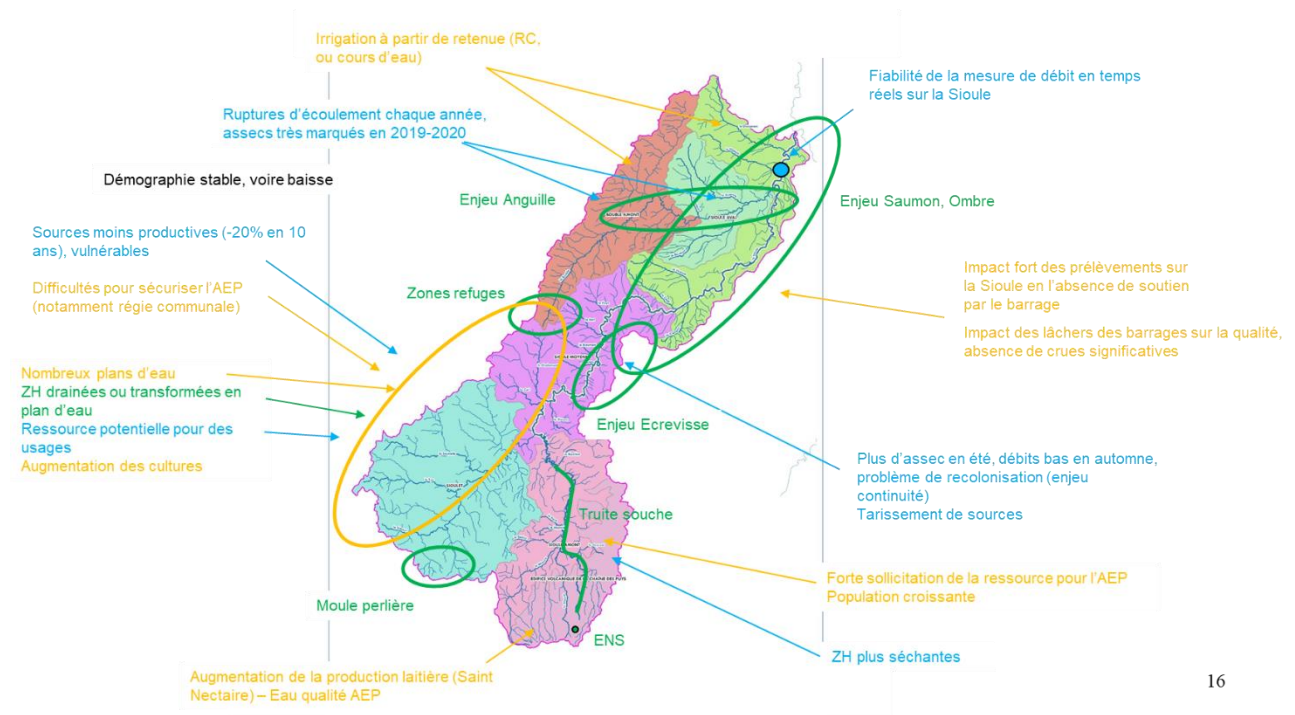 Irrigation à partir de retenue (RC,
ou cours d'eau)
Fiabilité de la mesure de débit en temps
réels sur la Sioule
Ruptures d'écoulement chaque année,
assecs très marqués en 2019-2020
Démographie stable, voire baisse
Enjeu Anguille
Enjeu Saumon, Ombre
Sources moins productives (-20% en 10
ans), vulnérables
Difficultés pour sécuriser l'AEP
(notamment régie communale)
Zones refuges
Impact fort des prélèvements sur
la Sioule en l'absence de soutien
par le barrage
Impact des lâchers des barrages sur la qualité,
absence de crues significatives
Nombreux plans d'eau
ZH drainées ou transformées en
plan d'eau
Ressource potentielle pour des
usages
Augmentation des cultures
Enjeu Ecrevisse
Plus d'assec en été, débits bas en automne,
problème de recolonisation (enjeu
continuité)
Tarissement de sources
Truite souche
Forte sollicitation de la ressource pour l'AEP
Population croissante
Moule perlière
ENS
ZH plus séchantes
Augmentation de la production laitière (Saint
Nectaire) – Eau qualité AEP
16